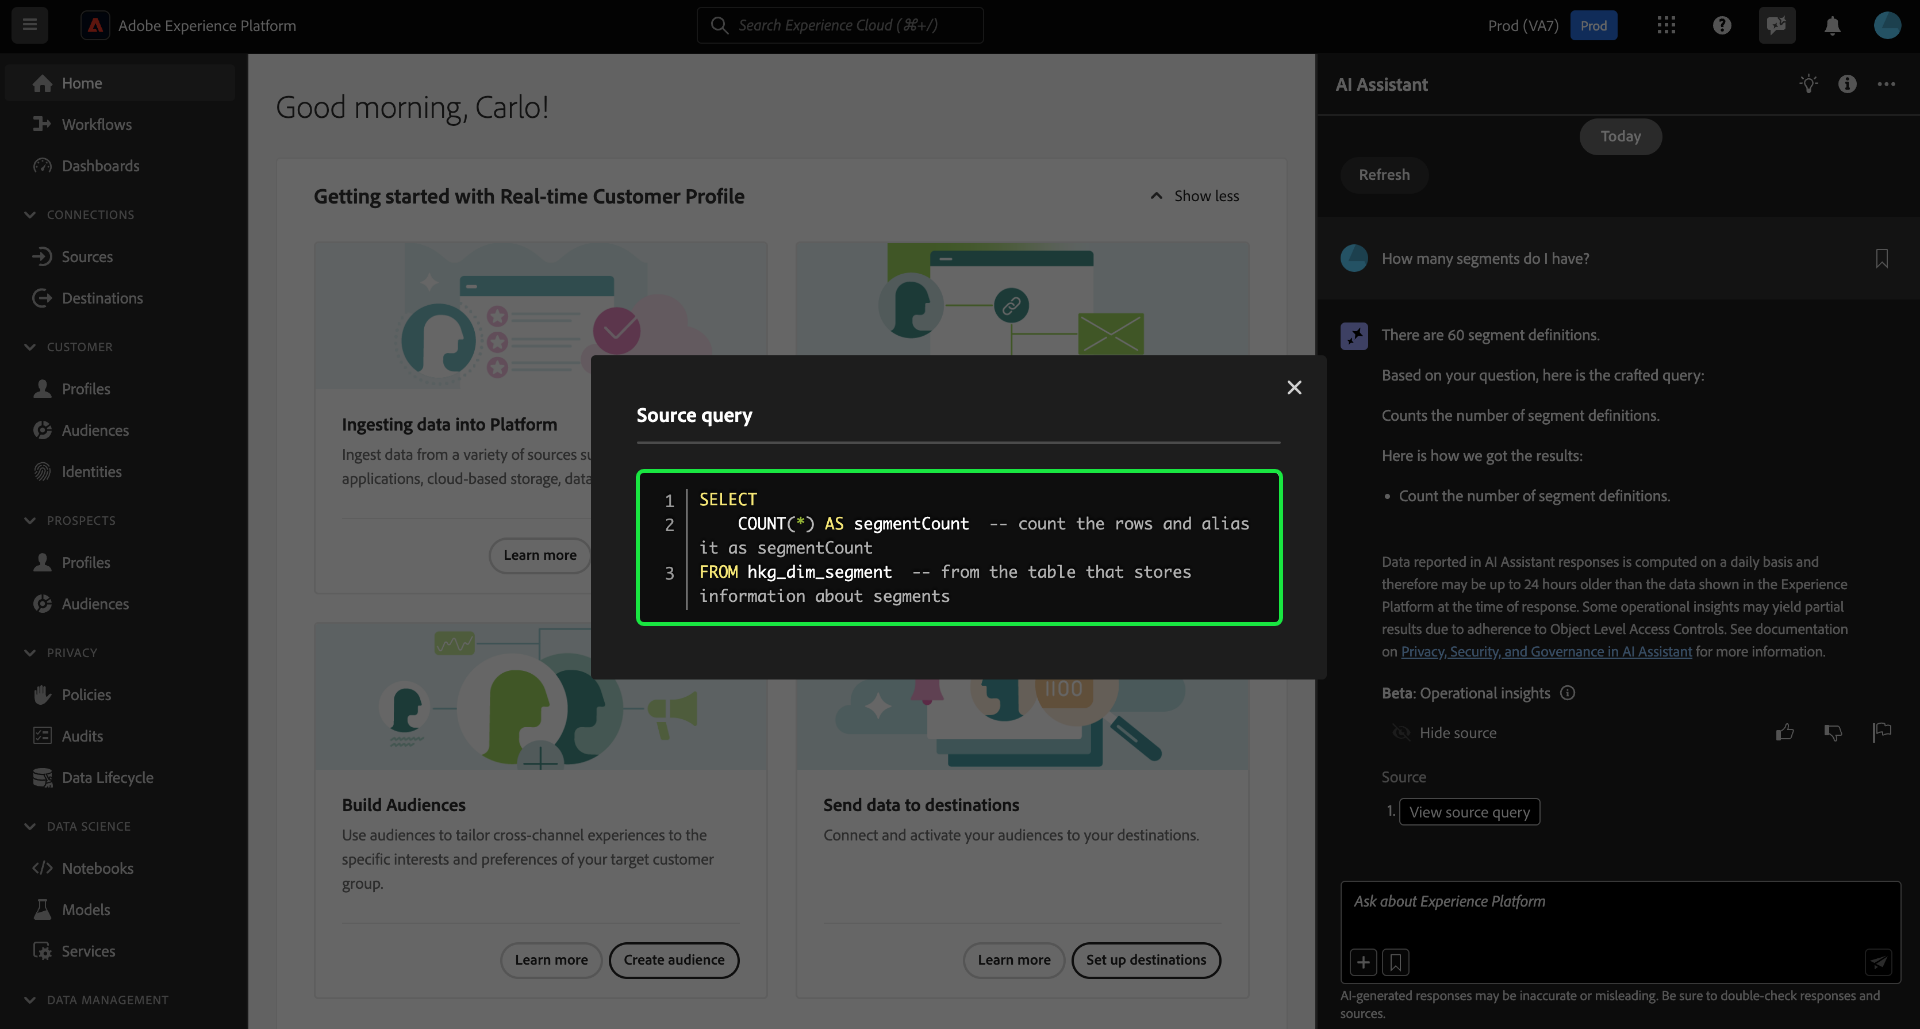 Adobe Experience Platform
Search Experience Cloud (⌘+/)
Prod (VA7)
Prod
Home
Workflows
Dashboards
CONNECTIONS
Sources
Destinations
CUSTOMER
Profiles
Audiences
Identities
PROSPECTS
Profiles
Audiences
PRIVACY
Policies
Audits
Data Lifecycle
DATA SCIENCE
Notebooks
Models
Services
DATA MANAGEMENT
Good morning, Carlo!
Getting started with Real-time Customer Profile
Show less
Ingesting data into Platform
Ingest data from a variety of sources su
applications, cloud-based storage, data
Learn more
Source query
1 SELECT
2 COUNT(*) AS segmentCount -- count the rows and alias
it as segmentCount
3 FROM hkg_dim_segment -- from the table that stores
information about segments
1100
Build Audiences
Use audiences to tailor cross-channel experiences to the
specific interests and preferences of your target customer
group.
Learn more
Create audience
Send data to destinations
Connect and activate your audiences to your destinations.
Learn more
Set up destinations
AI Assistant
Today
Refresh
How many segments do I have?
There are 60 segment definitions.
Based on your question, here is the crafted query:
Counts the number of segment definitions.
Here is how we got the results:
• Count the number of segment definitions.
Data reported in AI Assistant responses is computed on a daily basis and
therefore may be up to 24 hours older than the data shown in the Experience
Platform at the time of response. Some operational insights may yield partial
results due to adherence to Object Level Access Controls. See documentation
on Privacy, Security, and Governance in AI Assistant for more information.
Beta: Operational insights
Hide source
Source
1. View source query
Ask about Experience Platform
AI-generated responses may be inaccurate or misleading. Be sure to double-check responses and
sources.